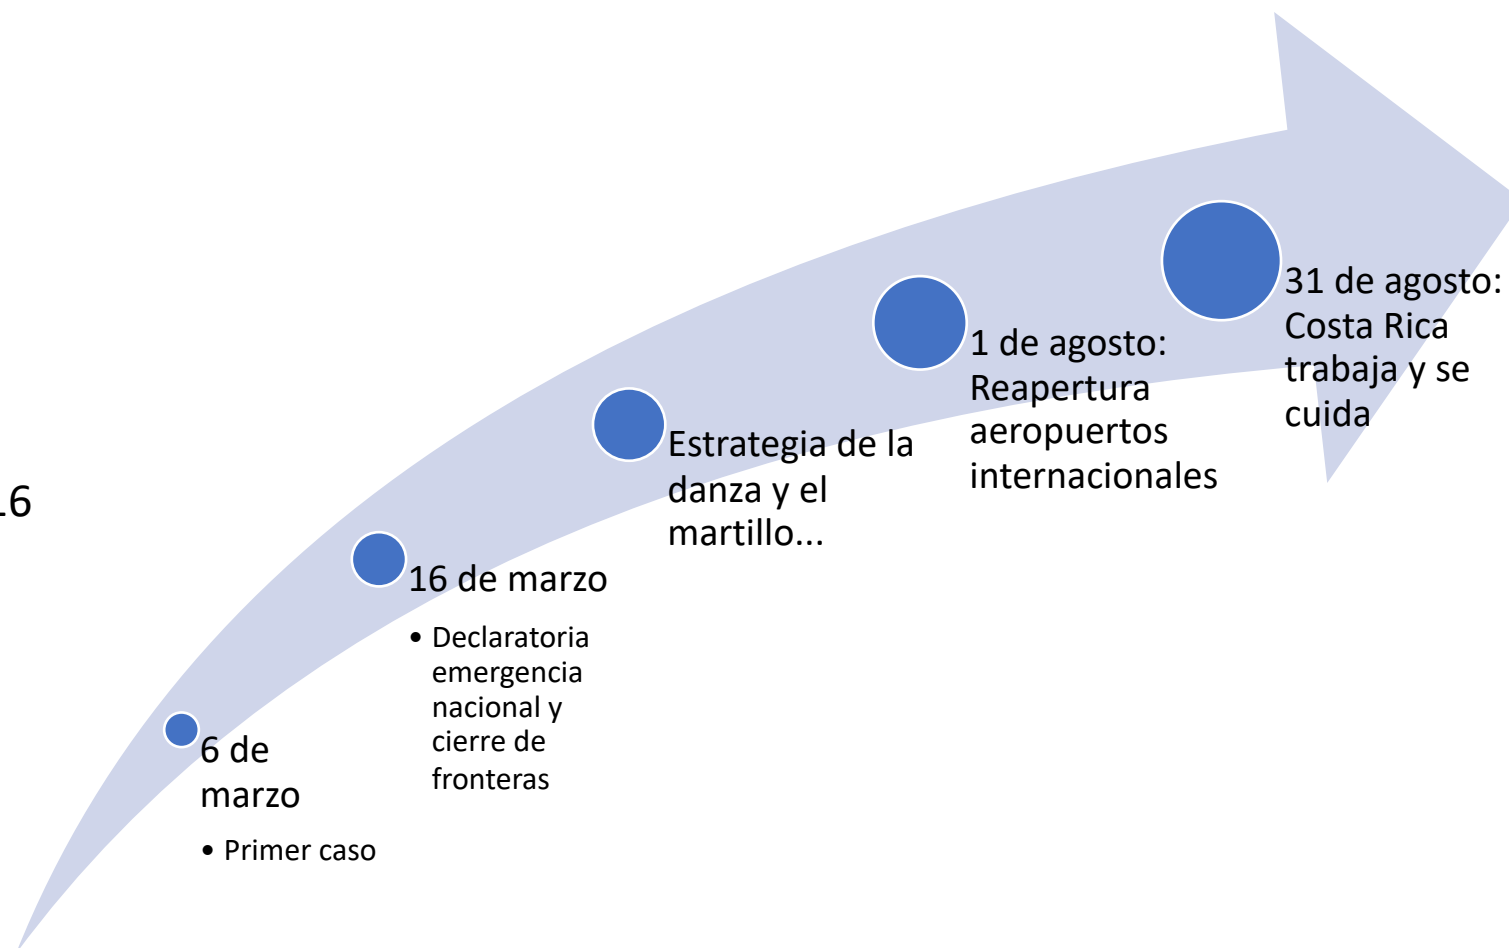 16
6 de
marzo
• Primer caso
16 de marzo
• Declaratoria
emergencia
nacional y
cierre de
fronteras
Estrategia de la
danza y el
martillo...
1 de agosto:
Reapertura
aeropuertos
internacionales
31 de agosto:
Costa Rica
trabaja y se
cuida